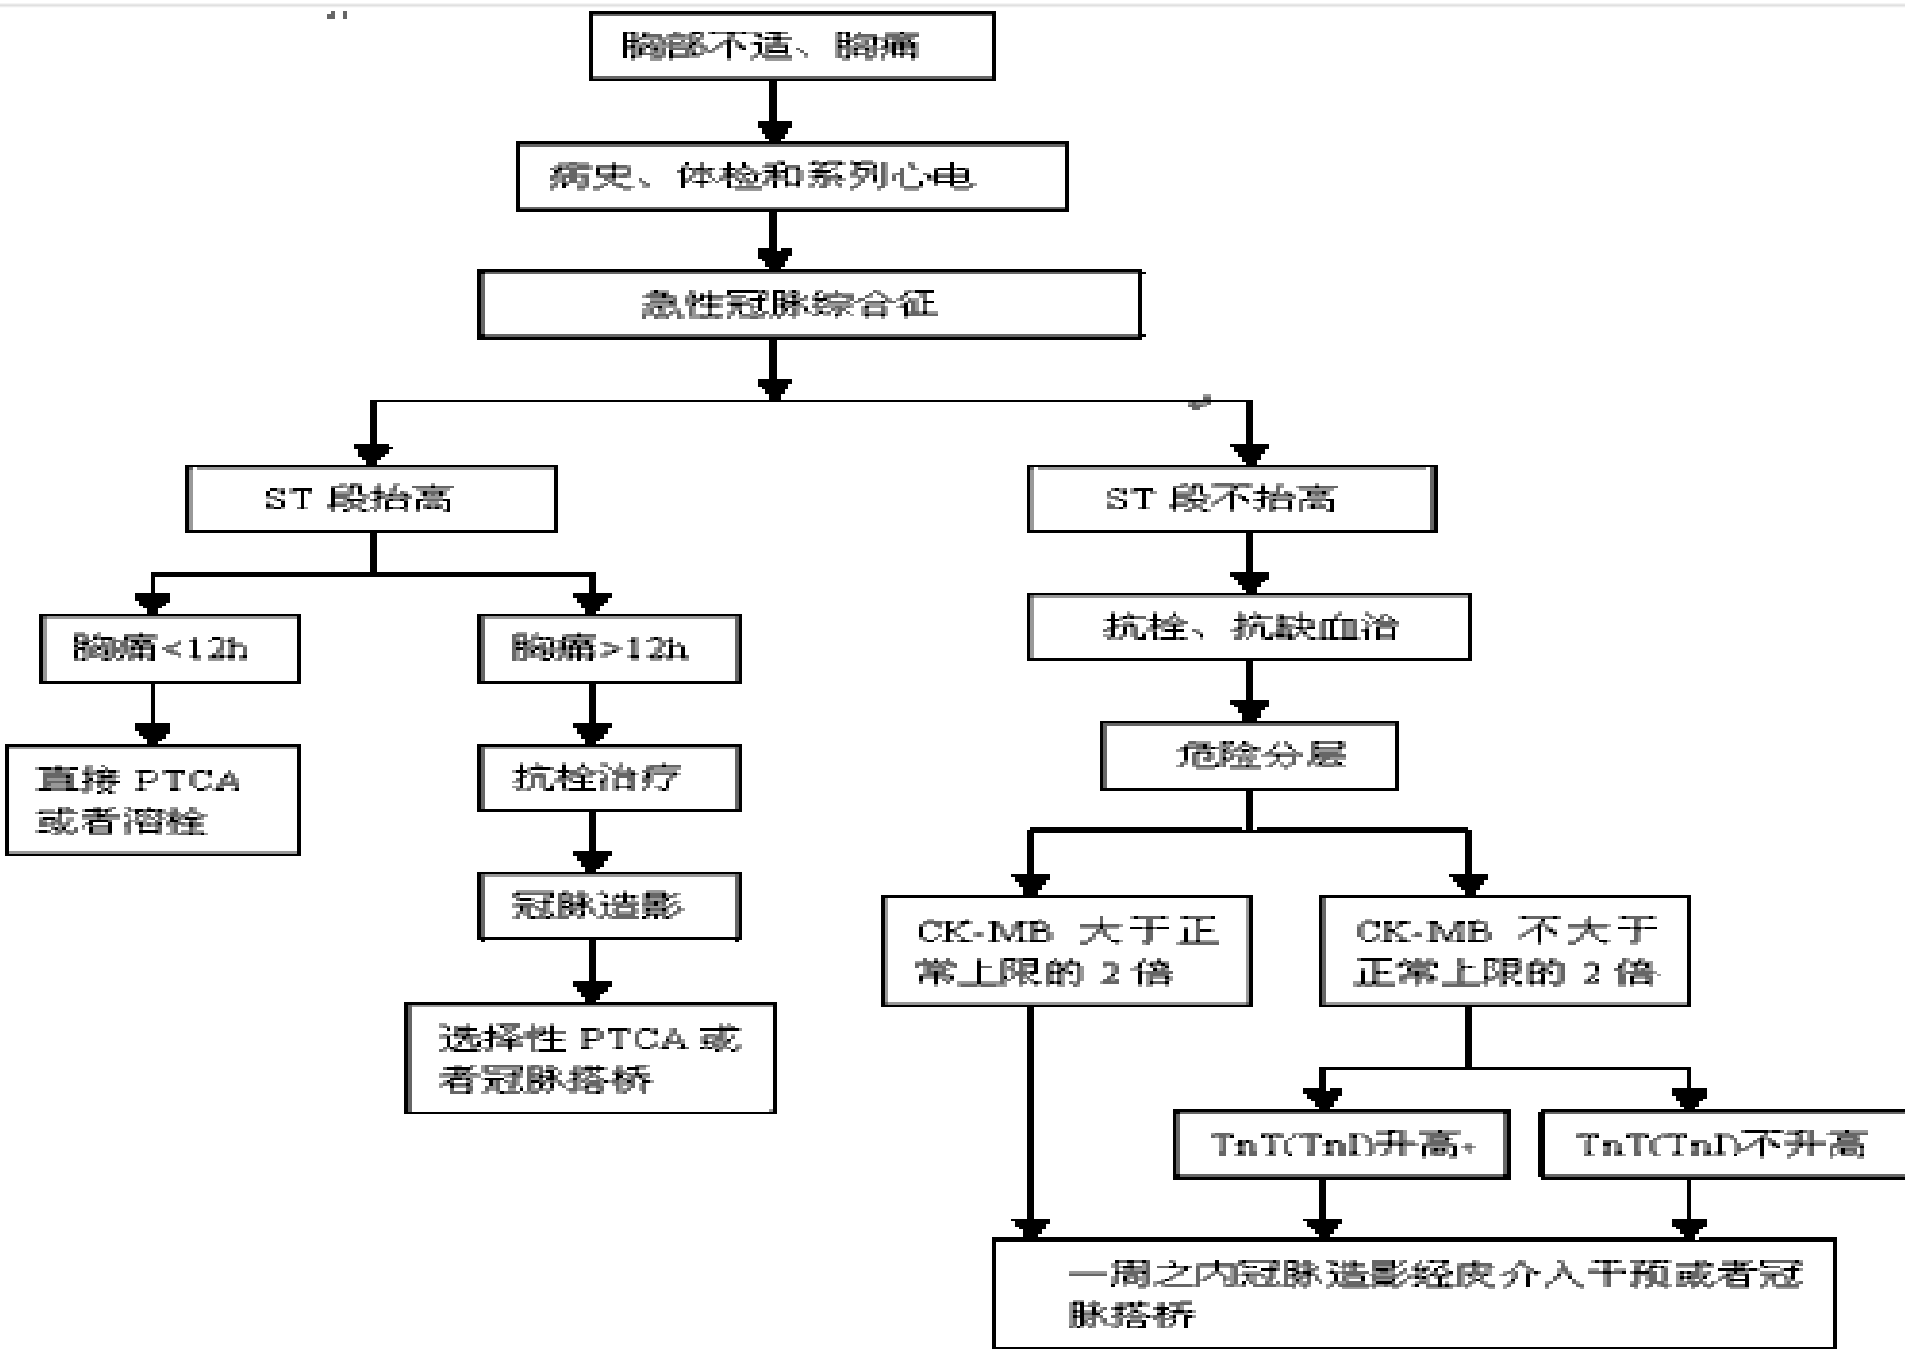 胸部不适、胸痛
病史、体检和系列心电
急性冠脉综合征
ST 段抬高
ST 段不抬高
胸痛<12h
胸痛>12h
抗栓、抗缺血治
直接 PTCA
或者溶栓
抗栓治疗
危险分层
冠脉造影
CK-MB 大于正
常上限的 2 倍
CK-MB 不大于
正常上限的 2 倍
选择性 PTCA 或
者冠脉搭桥
TnT(TnI)升高+
TnT(TnI)不升高
一周之内冠脉造影经皮介入干预或者冠
脉搭桥